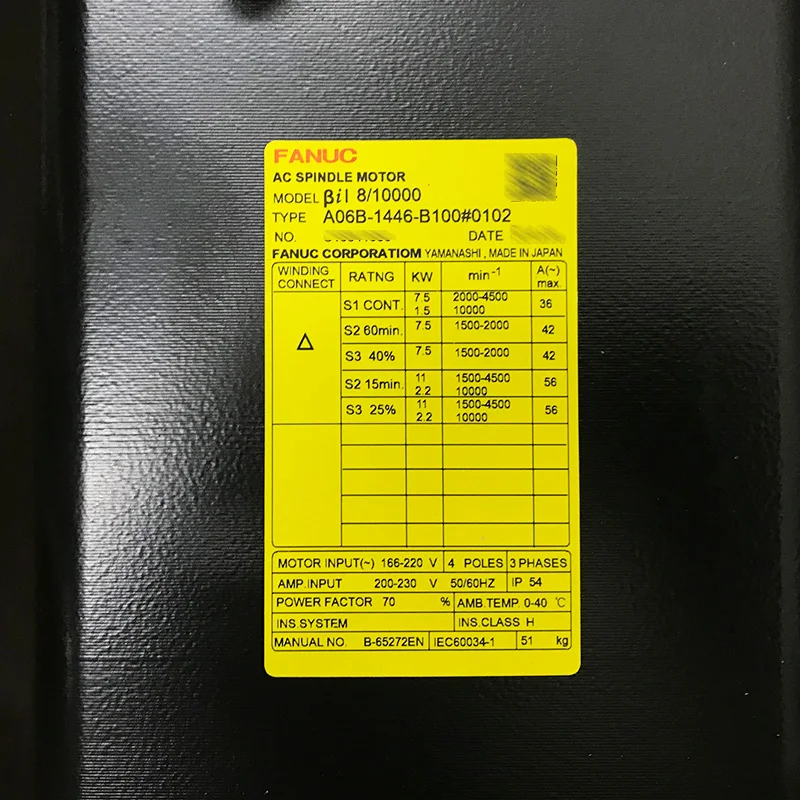 FANUC
AC SPINDLE MOTOR
MODEL βiI 8/10000
TYPE A06B-1446-B100#0102
NO. DATE
FANUC CORPORATIOM YAMANASHI, MADE IN JAPAN
WINDING CONNECT RATNG KW min-1 A(~) max.
△
S1 CONT. 7.5 2000-4500 36
1.5 10000
S2 60min. 7.5 1500-2000 42
S3 40% 7.5 1500-2000 42
S2 15min. 11 1500-4500 56
2.2 10000
S3 25% 11 1500-4500 56
2.2 10000
MOTOR INPUT(~) 166-220 V 4 POLES 3 PHASES
AMP.INPUT 200-230 V 50/60HZ IP 54
POWER FACTOR 70 % AMB.TEMP. 0-40 ℃
INS.SYSTEM INS.CLASS H
MANUAL NO. B-65272EN IEC60034-1 51 kg